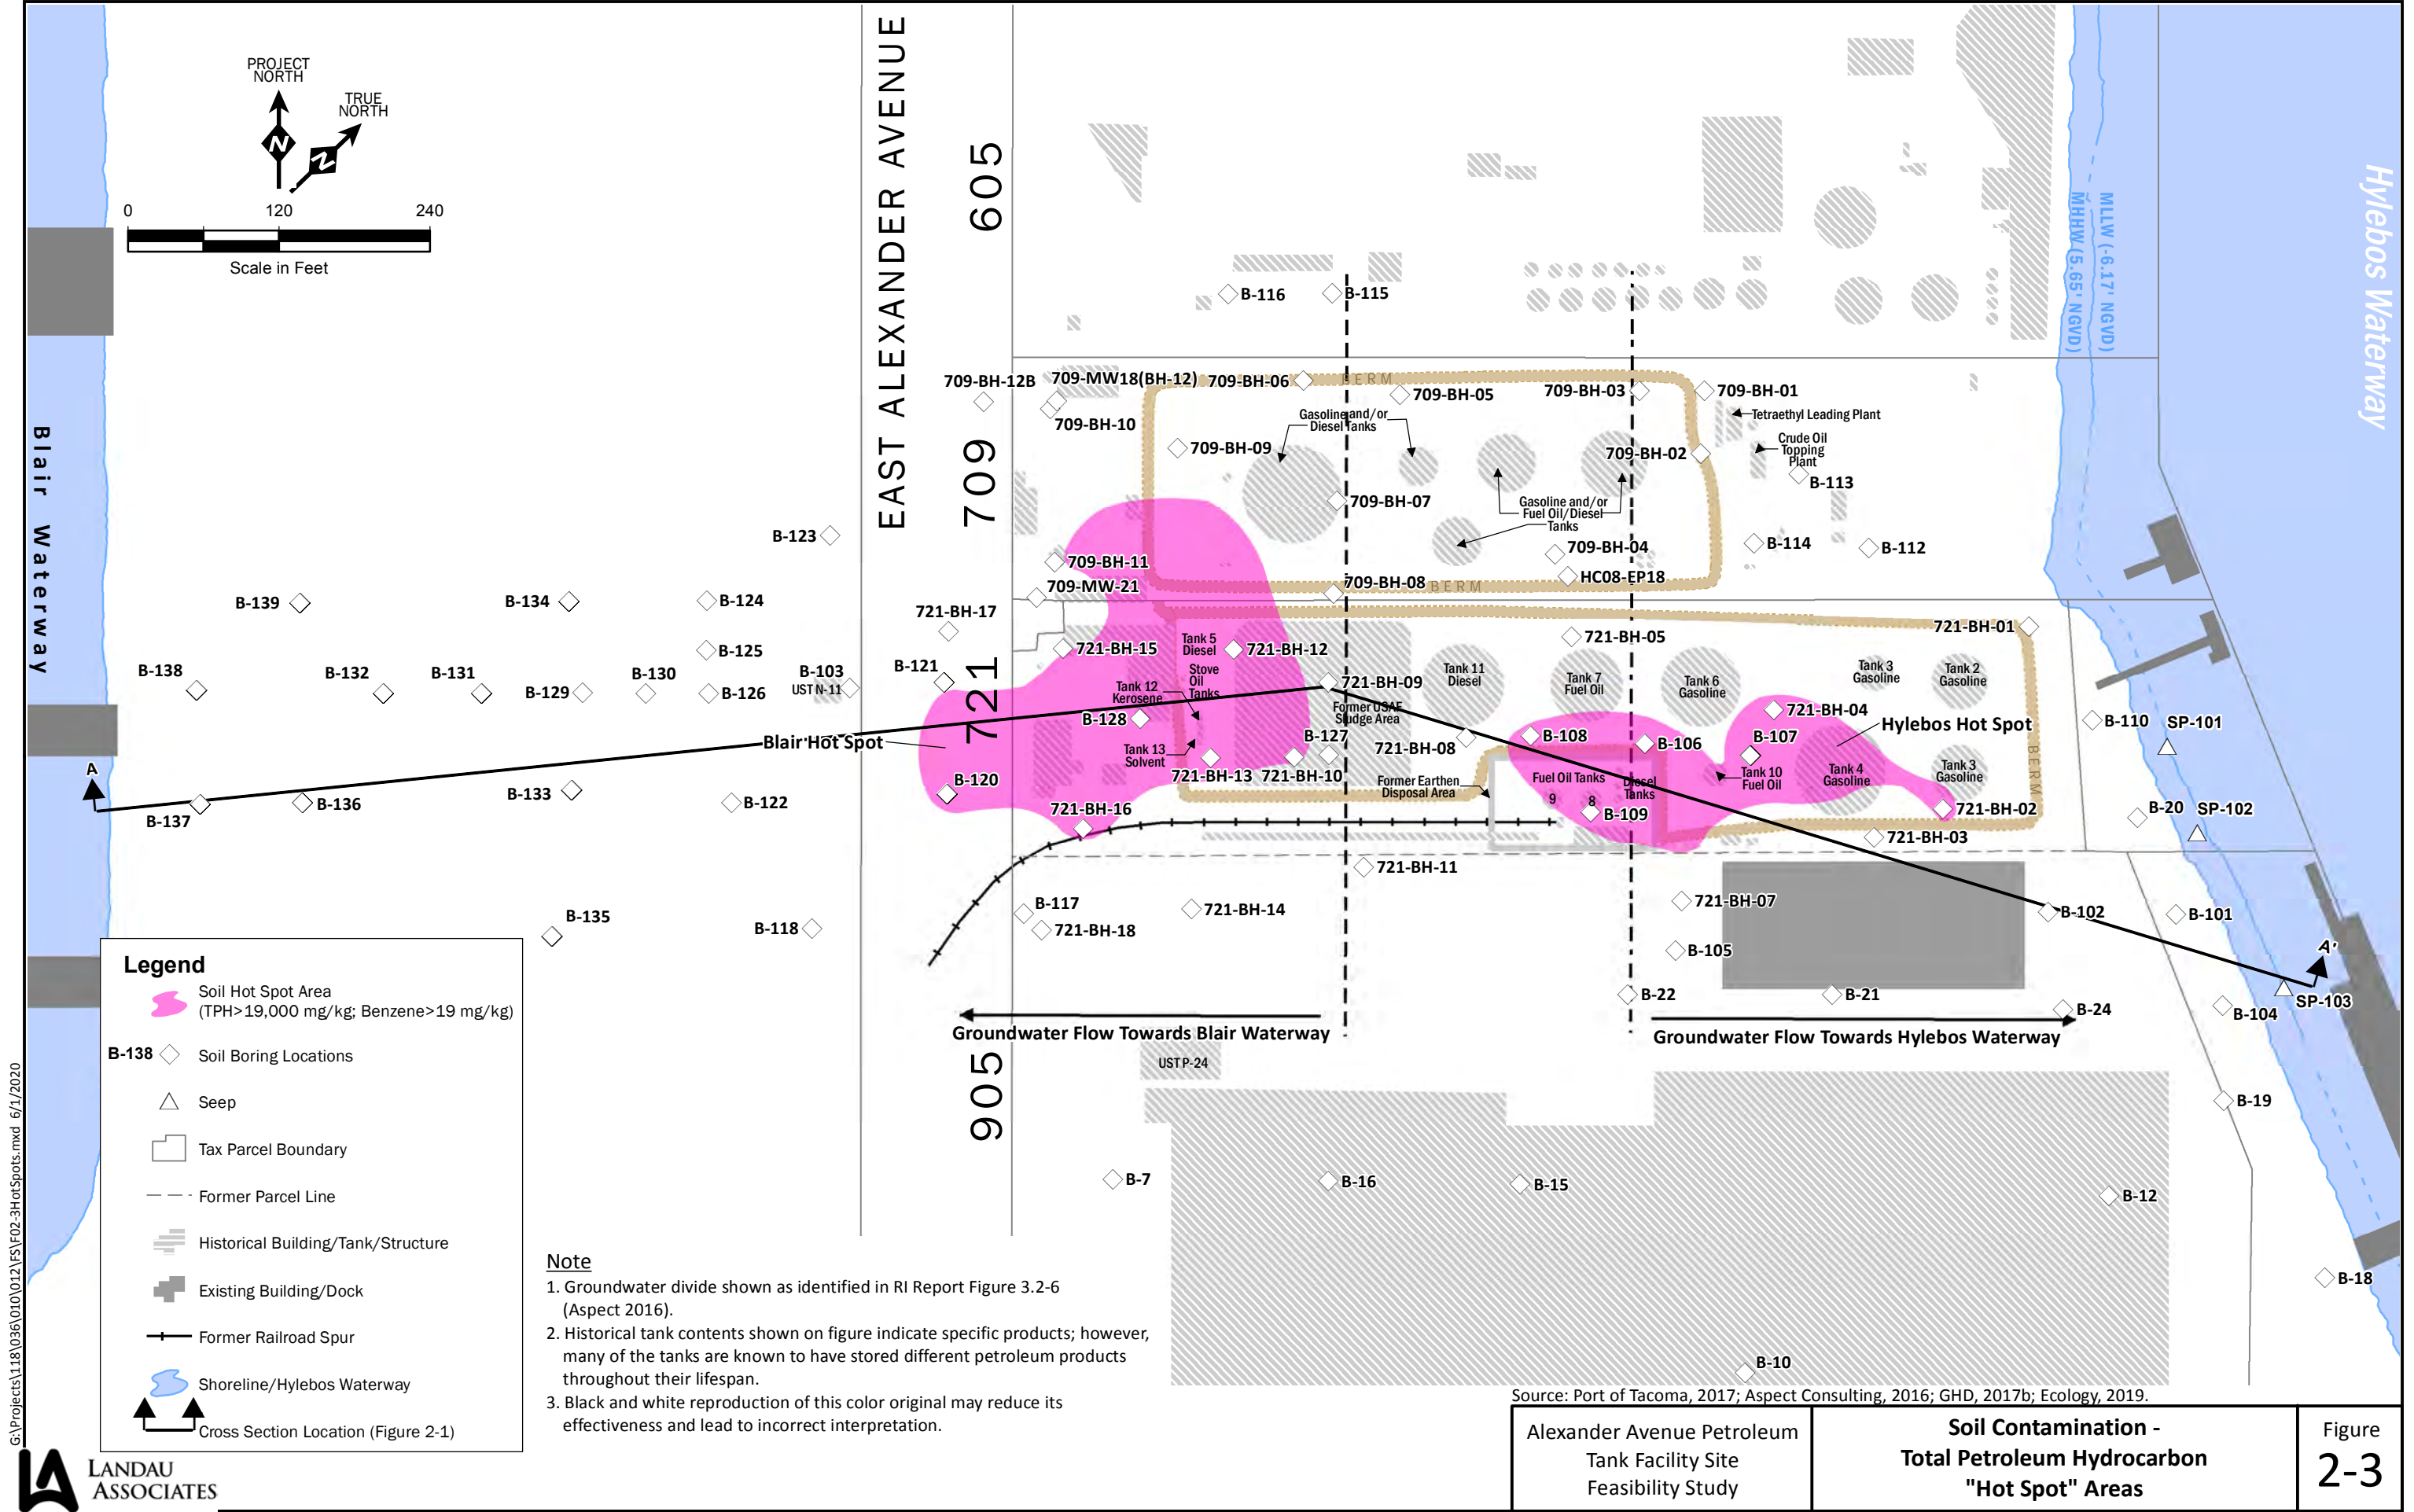 PROJECT
NORTH
TRUE
NORTH
N
N
0 120 240
Scale in Feet
EAST ALEXANDER AVENUE
605
709
721
905
Blair Waterway
Hylebos Waterway
MHHW (5.65' NGVD)
MLLW (-6.17' NGVD)
B-116
B-115
709-BH-12B
709-MW18(BH-12)
709-BH-06
BERM
709-BH-05
709-BH-03
709-BH-01
709-BH-10
Gasoline and/or
Diesel Tanks
Tetraethyl Leading Plant
Crude Oil
Topping
Plant
709-BH-09
709-BH-02
B-113
709-BH-07
Gasoline and/or
Fuel Oil/Diesel
Tanks
B-123
709-BH-04
B-114
B-112
709-BH-11
HC08-EP18
709-MW-21
709-BH-08
BERM
B-139
B-134
B-124
721-BH-17
721-BH-01
721-BH-05
B-125
721-BH-15
Tank 5
Diesel
721-BH-12
B-138
B-132
B-131
B-129
B-130
B-126
B-103
UST N-11
B-121
Stove
Oil
Tanks
Tank 12
Kerosene
721-BH-09
Tank 11
Diesel
Tank 7
Fuel Oil
Tank 6
Gasoline
Tank 3
Gasoline
Tank 2
Gasoline
Former USAF
Sludge Area
B-128
721-BH-04
Hylebos Hot Spot
B-110
SP-101
Blair Hot Spot
Tank 13
Solvent
B-127
721-BH-08
B-108
B-106
B-107
BERM
721-BH-13
721-BH-10
Former Earthen
Disposal Area
Fuel Oil Tanks
9
8
Diesel
Tanks
Tank 10
Fuel Oil
Tank 4
Gasoline
Tank 3
Gasoline
A
B-120
B-137
B-136
B-133
B-122
721-BH-16
B-109
721-BH-02
B-20
SP-102
721-BH-03
721-BH-11
B-135
B-118
B-117
721-BH-18
721-BH-14
721-BH-07
B-102
B-101
B-105
A'
B-22
B-21
B-24
B-104
SP-103
Groundwater Flow Towards Blair Waterway
Groundwater Flow Towards Hylebos Waterway
UST P-24
B-19
B-7
B-16
B-15
B-12
B-18
B-10
Legend
Soil Hot Spot Area
(TPH>19,000 mg/kg; Benzene>19 mg/kg)
B-138 Soil Boring Locations
Seep
Tax Parcel Boundary
Former Parcel Line
Historical Building/Tank/Structure
Existing Building/Dock
Former Railroad Spur
Shoreline/Hylebos Waterway
Cross Section Location (Figure 2-1)
Note
1. Groundwater divide shown as identified in RI Report Figure 3.2-6
(Aspect 2016).
2. Historical tank contents shown on figure indicate specific products; however,
many of the tanks are known to have stored different petroleum products
throughout their lifespan.
3. Black and white reproduction of this color original may reduce its
effectiveness and lead to incorrect interpretation.
Source: Port of Tacoma, 2017; Aspect Consulting, 2016; GHD, 2017b; Ecology, 2019.
G:\Projects\118\036\010\012\FS\F02-3HotSpots.mxd 6/1/2020
LA
LANDAU
ASSOCIATES
Alexander Avenue Petroleum
Tank Facility Site
Feasibility Study
Soil Contamination -
Total Petroleum Hydrocarbon
"Hot Spot" Areas
Figure
2-3